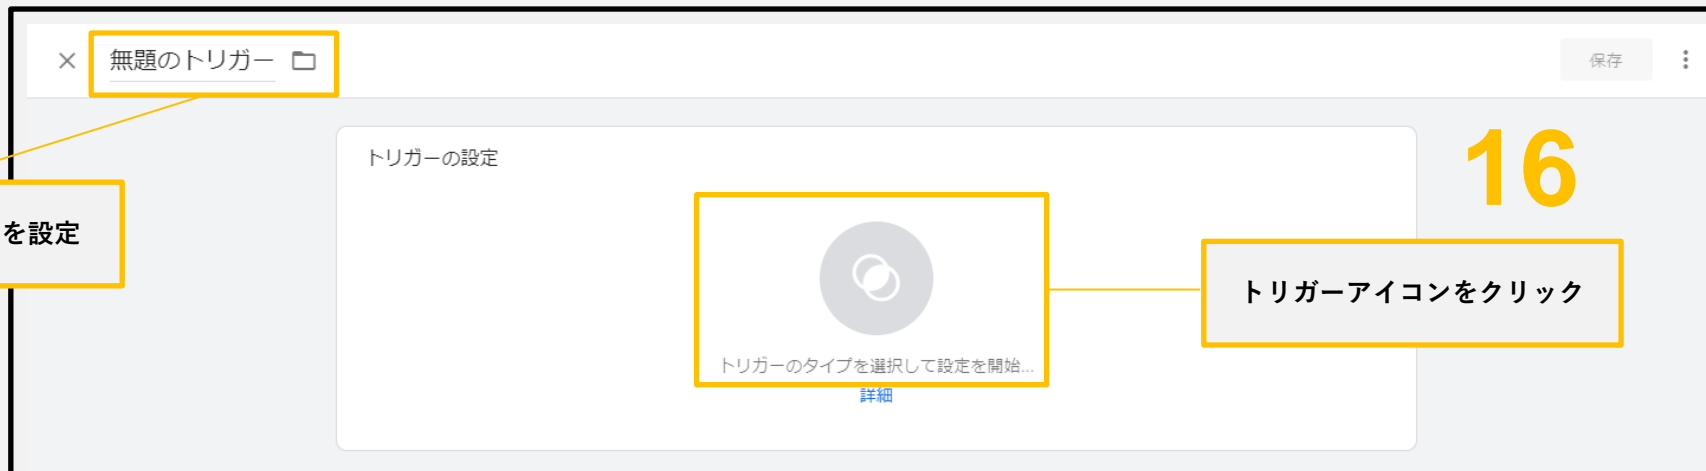 無題のトリガー
保存
トリガーの設定
16
を設定
トリガーアイコンをクリック
トリガーのタイプを選択して設定を開始...
詳細